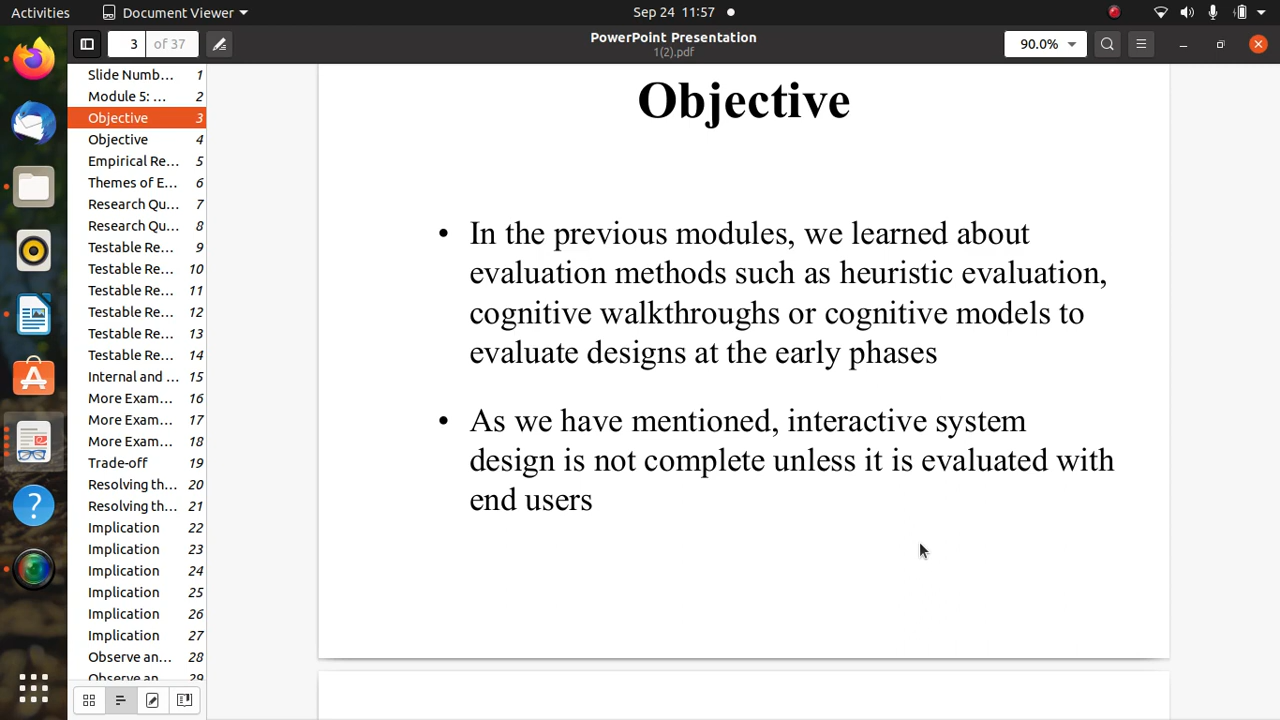 Activities
Document Viewer
Sep 24 11:57
3 of 37
PowerPoint Presentation
1(2).pdf
90.0%
Slide Numb... 1
Module 5: ... 2
Objective 3
Objective 4
Empirical Re... 5
Themes of E... 6
Research Qu... 7
Research Qu... 8
Testable Re... 9
Testable Re... 10
Testable Re... 11
Testable Re... 12
Testable Re... 13
Testable Re... 14
Internal and ... 15
More Exam... 16
More Exam... 17
More Exam... 18
Trade-off 19
Resolving th... 20
Resolving th... 21
Implication 22
Implication 23
Implication 24
Implication 25
Implication 26
Implication 27
Observe an... 28
Observe an... 29
Objective
• In the previous modules, we learned about
evaluation methods such as heuristic evaluation,
cognitive walkthroughs or cognitive models to
evaluate designs at the early phases
• As we have mentioned, interactive system
design is not complete unless it is evaluated with
end users